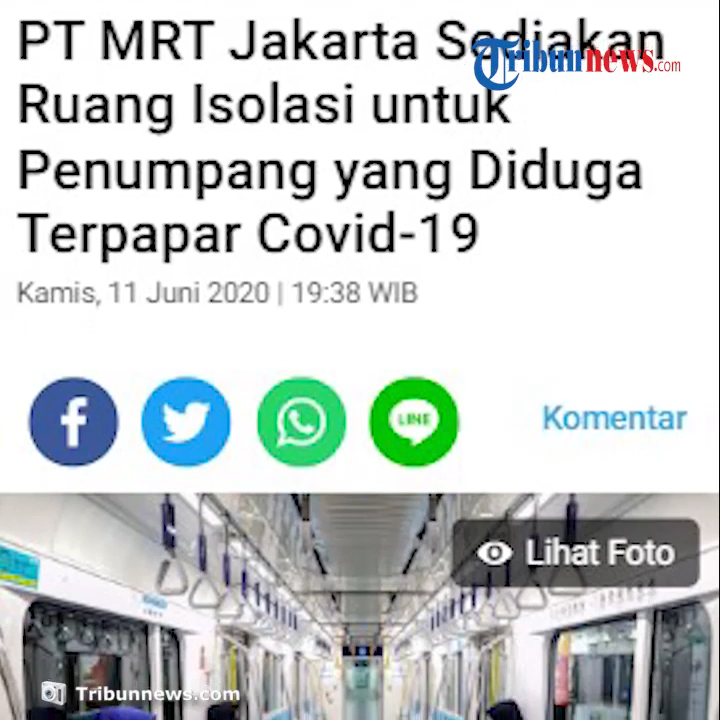 PT MRT Jakarta Sediakan
Tribunnews.com
Ruang Isolasi untuk
Penumpang yang Diduga
Terpapar Covid-19
Kamis, 11 Juni 2020 | 19:38 WIB
LINE
Komentar
Lihat Foto
Tribunnews.com